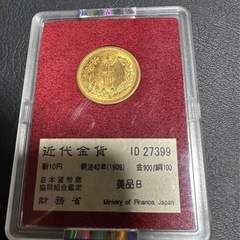 近代金貨 ID 27399
新10円 明治42年(1909) 金900/銅100
日本貨幣商
協同組合鑑定 美品B
財務省 Ministry of Finance, Japan